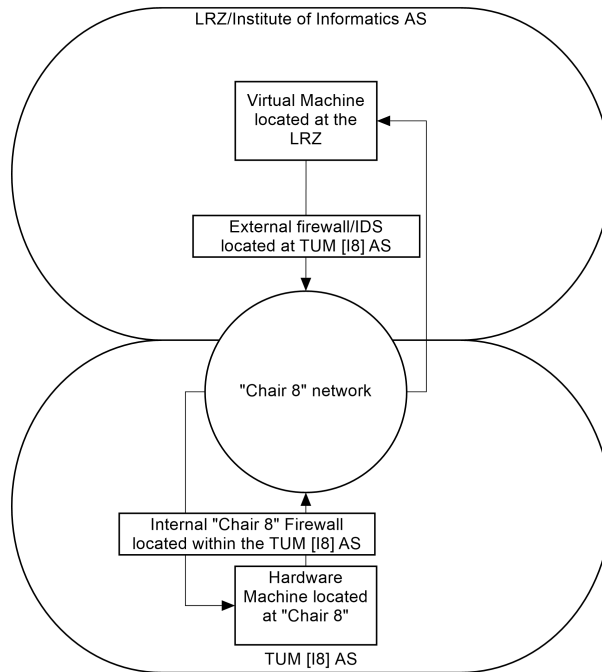 LRZ/Institute of Informatics AS
Virtual Machine
located at the
LRZ
External firewall/IDS
located at TUM [I8] AS
"Chair 8" network
Internal "Chair 8" Firewall
located within the TUM [I8] AS
Hardware
Machine located
at "Chair 8"
TUM [I8] AS